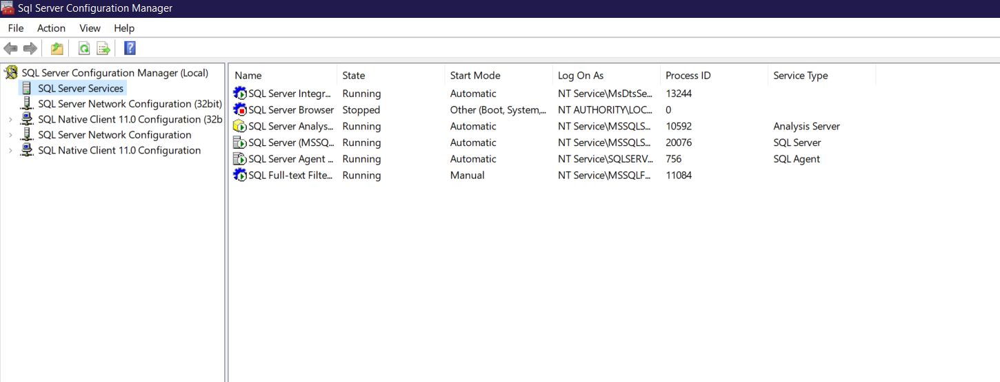 Sql Server Configuration Manager
File Action View Help
SQL Server Configuration Manager (Local)
SQL Server Services
SQL Server Network Configuration (32bit)
SQL Native Client 11.0 Configuration (32b
SQL Server Network Configuration
SQL Native Client 11.0 Configuration
Name State Start Mode Log On As Process ID Service Type
SQL Server Integr... Running Automatic NT Service\MsDtsSe... 13244
SQL Server Browser Stopped Other (Boot, System,... NT AUTHORITY\LOC... 0
SQL Server Analys... Running Automatic NT Service\MSSQLS... 10592 Analysis Server
SQL Server (MSSQ... Running Automatic NT Service\MSSQLS... 20076 SQL Server
SQL Server Agent ... Running Automatic NT Service\SQLSERV... 756 SQL Agent
SQL Full-text Filte... Running Manual NT Service\MSSQLF... 11084